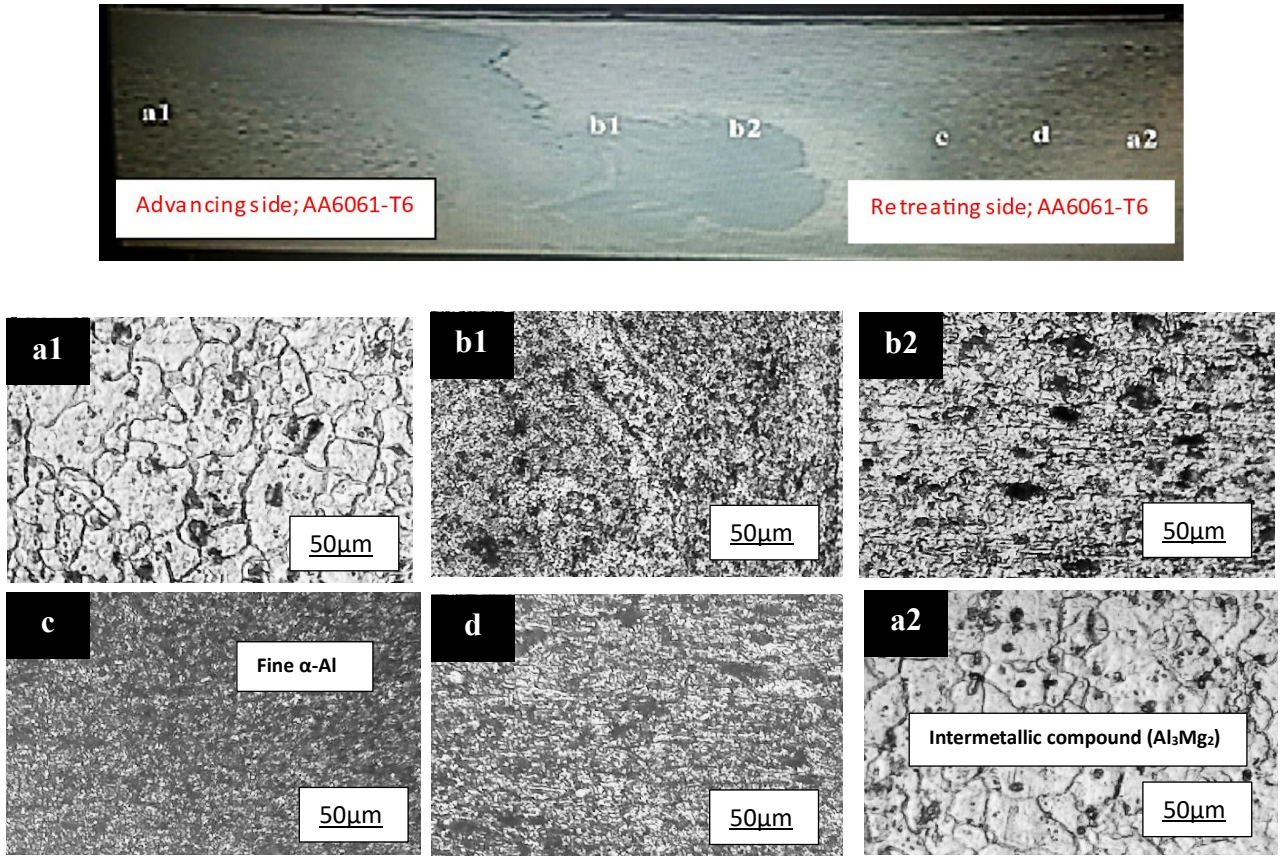 a1
b1
b2
c
d
a2
Advancing side; AA6061-T6
Retreating side; AA6061-T6
a1
50µm
b1
50µm
b2
50µm
c
Fine α-Al
50µm
d
50µm
a2
Intermetallic compound (Al₃Mg₂)
50µm